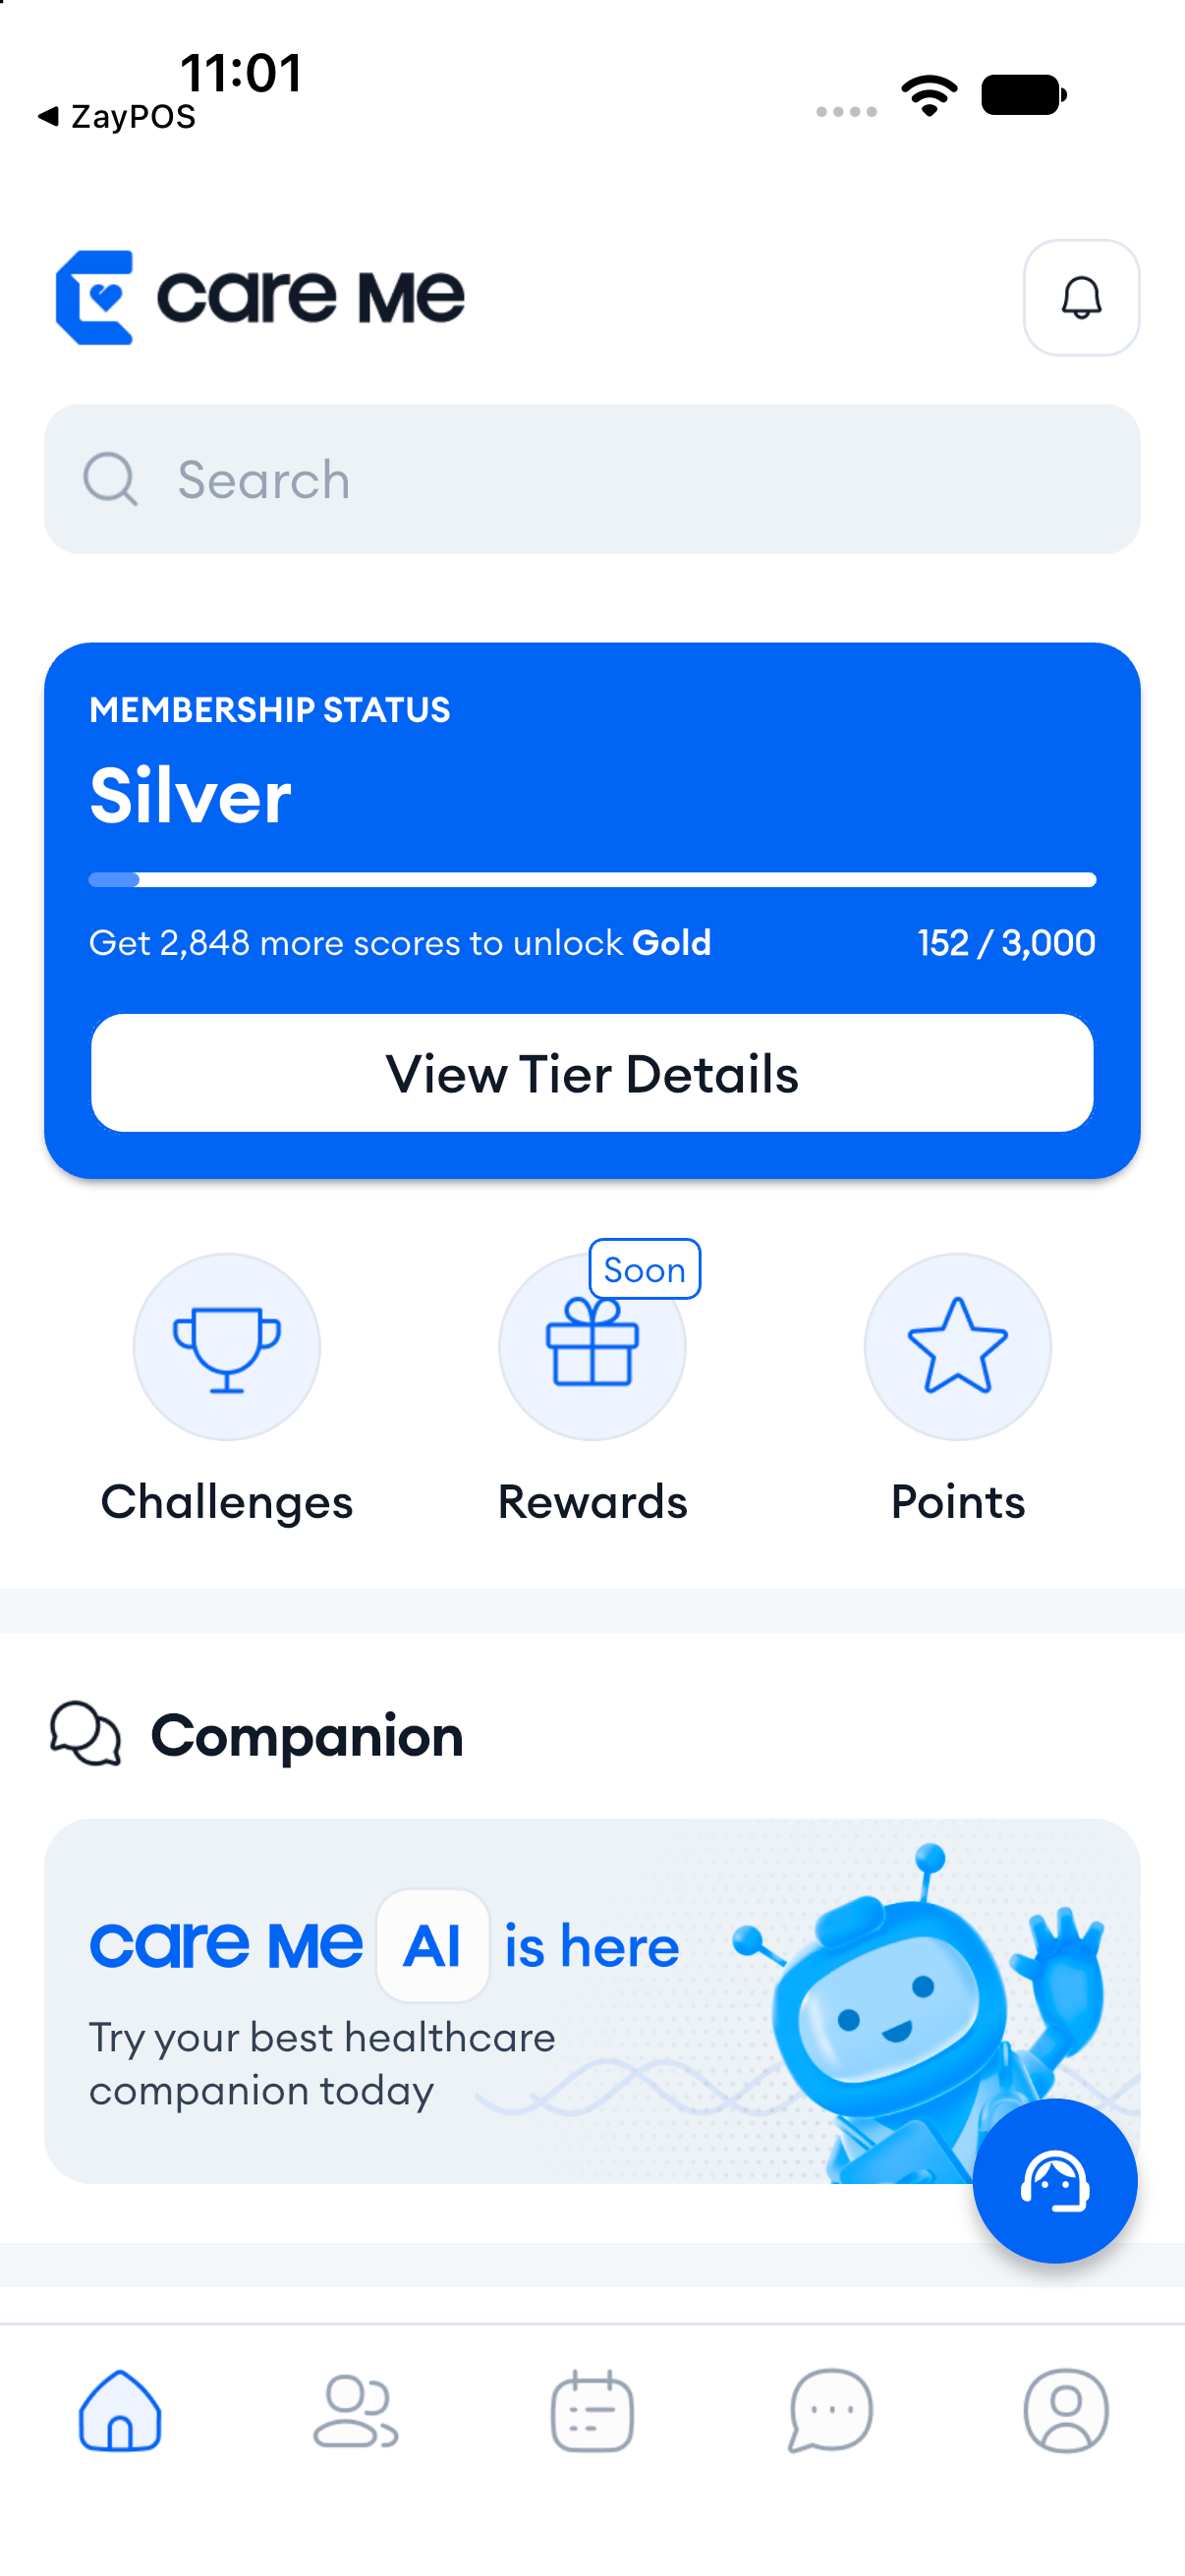 11:01
ZayPOS
care Me
Search
MEMBERSHIP STATUS
Silver
Get 2,848 more scores to unlock Gold
152 / 3,000
View Tier Details
Soon
Challenges
Rewards
Points
Companion
care Me AI is here
Try your best healthcare
companion today